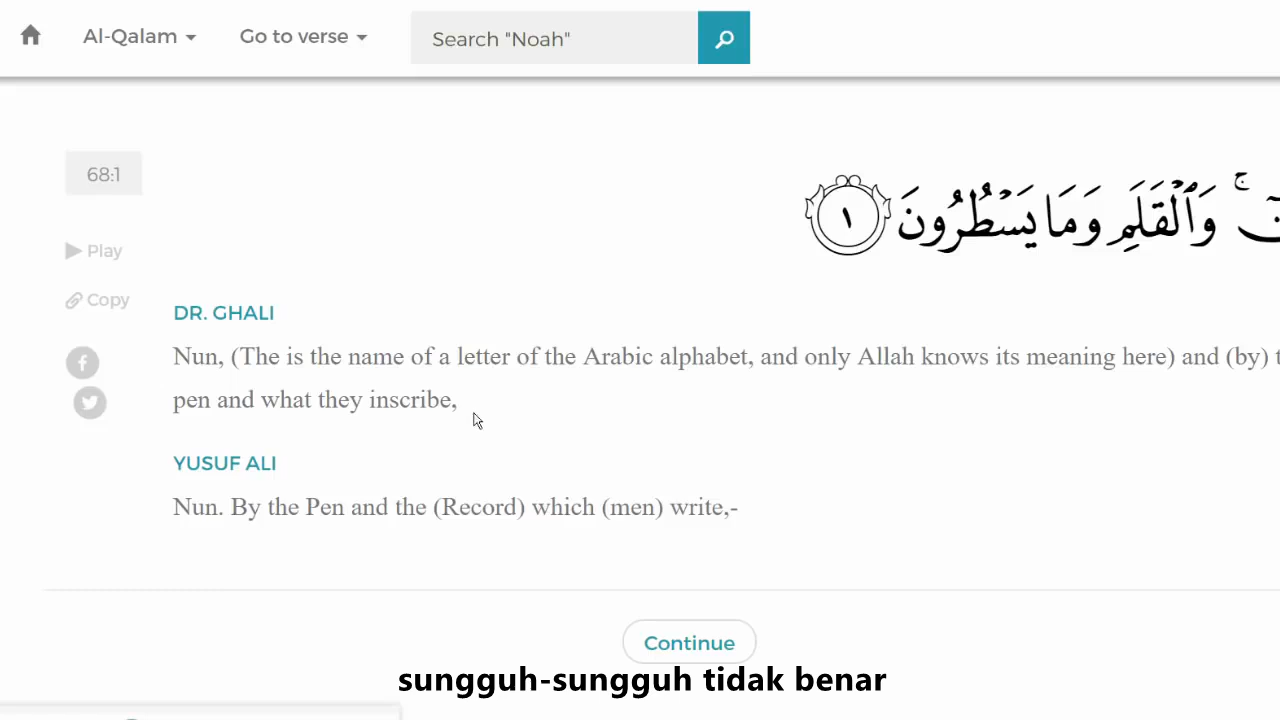 Al-Qalam
Go to verse
Search "Noah"
68:1
نٓ ۚ وَٱلْقَلَمِ وَمَا يَسْطُرُونَ ١
Play
Copy
DR. GHALI
Nun, (The is the name of a letter of the Arabic alphabet, and only Allah knows its meaning here) and (by)
pen and what they inscribe,
YUSUF ALI
Nun. By the Pen and the (Record) which (men) write,-
Continue
sungguh-sungguh tidak benar